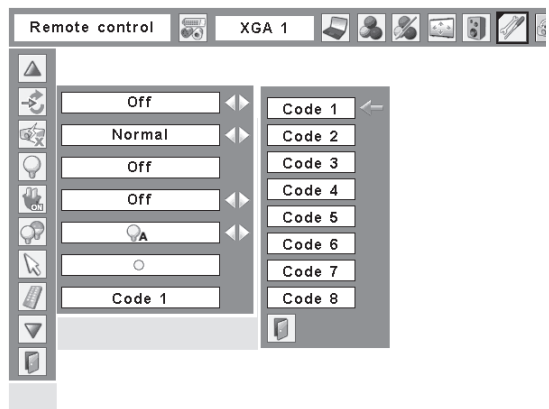 Remote control XGA 1
Off
Normal
Off
Off
A
Code 1
Code 1
Code 2
Code 3
Code 4
Code 5
Code 6
Code 7
Code 8
ON